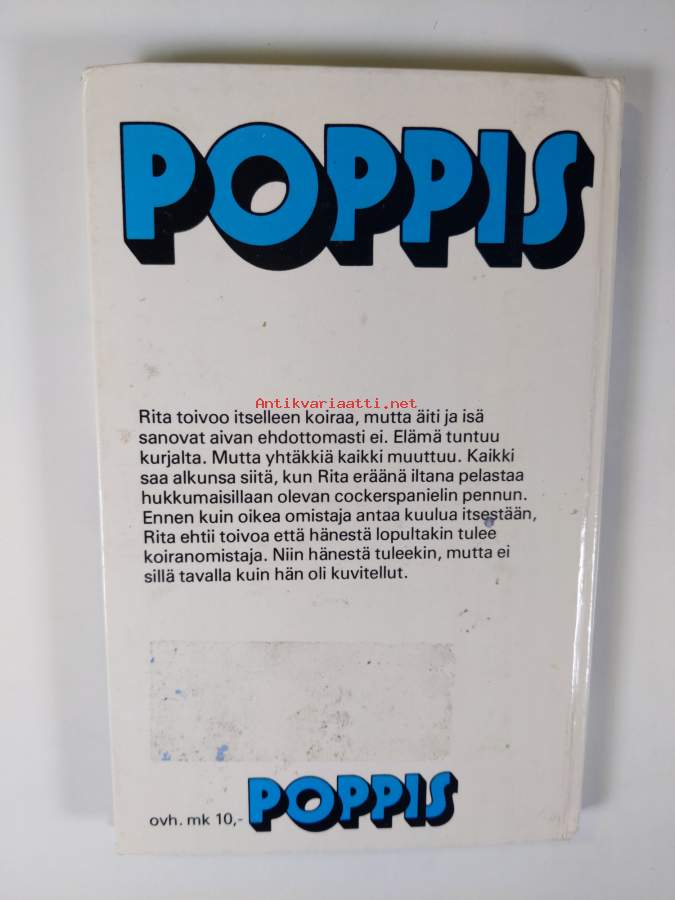 POPPIS
Antikvariaatti.net
Rita toivoo itselleen koiraa, mutta äiti ja isä
sanovat aivan ehdottomasti ei. Elämä tuntuu
kurjalta. Mutta yhtäkkiä kaikki muuttuu. Kaikki
saa alkunsa siitä, kun Rita eräänä iltana pelastaa
hukkumaisillaan olevan cockerspanielin pennun.
Ennen kuin oikea omistaja antaa kuulua itsestään,
Rita ehtii toivoa että hänestä lopultakin tulee
koiranomistaja. Niin hänestä tuleekin, mutta ei
sillä tavalla kuin hän oli kuvitellut.
ovh. mk 10,- POPPIS